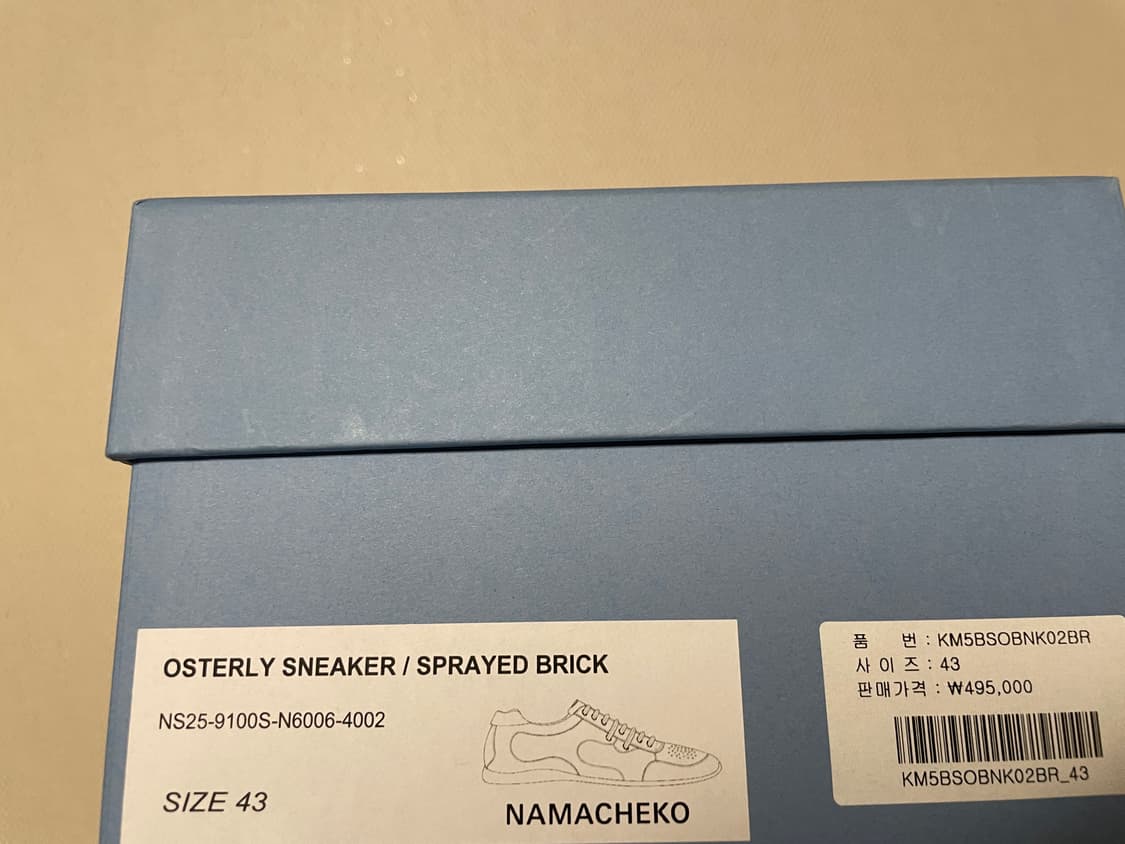 OSTERLY SNEAKER / SPRAYED BRICK
NS25-9100S-N6006-4002
SIZE 43
NAMACHEKO
품 번 : KM5BSOBNK02BR
사 이 즈 : 43
판매가격 : ₩495,000
KM5BSOBNK02BR_43